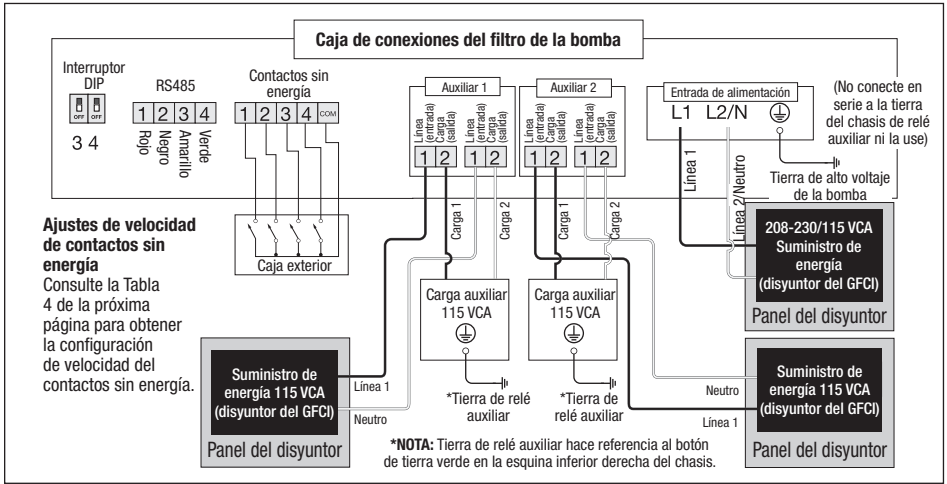 Caja de conexiones del filtro de la bomba
Interruptor
DIP
OFF OFF
3 4
RS485
1 2 3 4
Rojo
Negro
Amarillo
Verde
Contactos sin
energía
1 2 3 4 COM
Caja exterior
Auxiliar 1
Línea
(entrada)
Carga
(salida)
Línea
(entrada)
Carga
(salida)
1 2 1 2
Auxiliar 2
Línea
(entrada)
Carga
(salida)
Línea
(entrada)
Carga
(salida)
1 2 1 2
Entrada de alimentación
L1 L2/N
(No conecte en
serie a la tierra
del chasis de relé
auxiliar ni la use)
Tierra de alto voltaje
de la bomba
Línea 1
Línea 2/Neutro
Carga 1
Carga 2
Carga 1
Carga 2
Ajustes de velocidad
de contactos sin
energía
Consulte la Tabla
4 de la próxima
página para obtener
la configuración
de velocidad del
contactos sin energía.
208-230/115 VCA
Suministro de
energía
(disyuntor del GFCI)
Panel del disyuntor
Carga auxiliar
115 VCA
*Tierra de relé
auxiliar
Carga auxiliar
115 VCA
*Tierra de
relé auxiliar
Suministro de
energía 115 VCA
(disyuntor del GFCI)
Panel del disyuntor
Línea 1
Neutro
Neutro
Línea 1
Suministro de
energía 115 VCA
(disyuntor del GFCI)
Panel del disyuntor
*NOTA: Tierra de relé auxiliar hace referencia al botón
de tierra verde en la esquina inferior derecha del chasis.